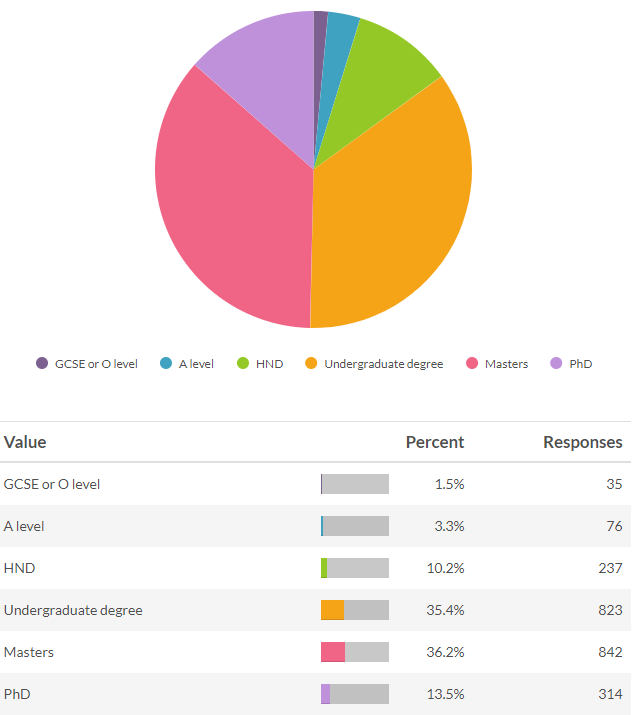 GCSE or O level A level HND Undergraduate degree Masters PhD
Value Percent Responses
GCSE or O level 1.5% 35
A level 3.3% 76
HND 10.2% 237
Undergraduate degree 35.4% 823
Masters 36.2% 842
PhD 13.5% 314